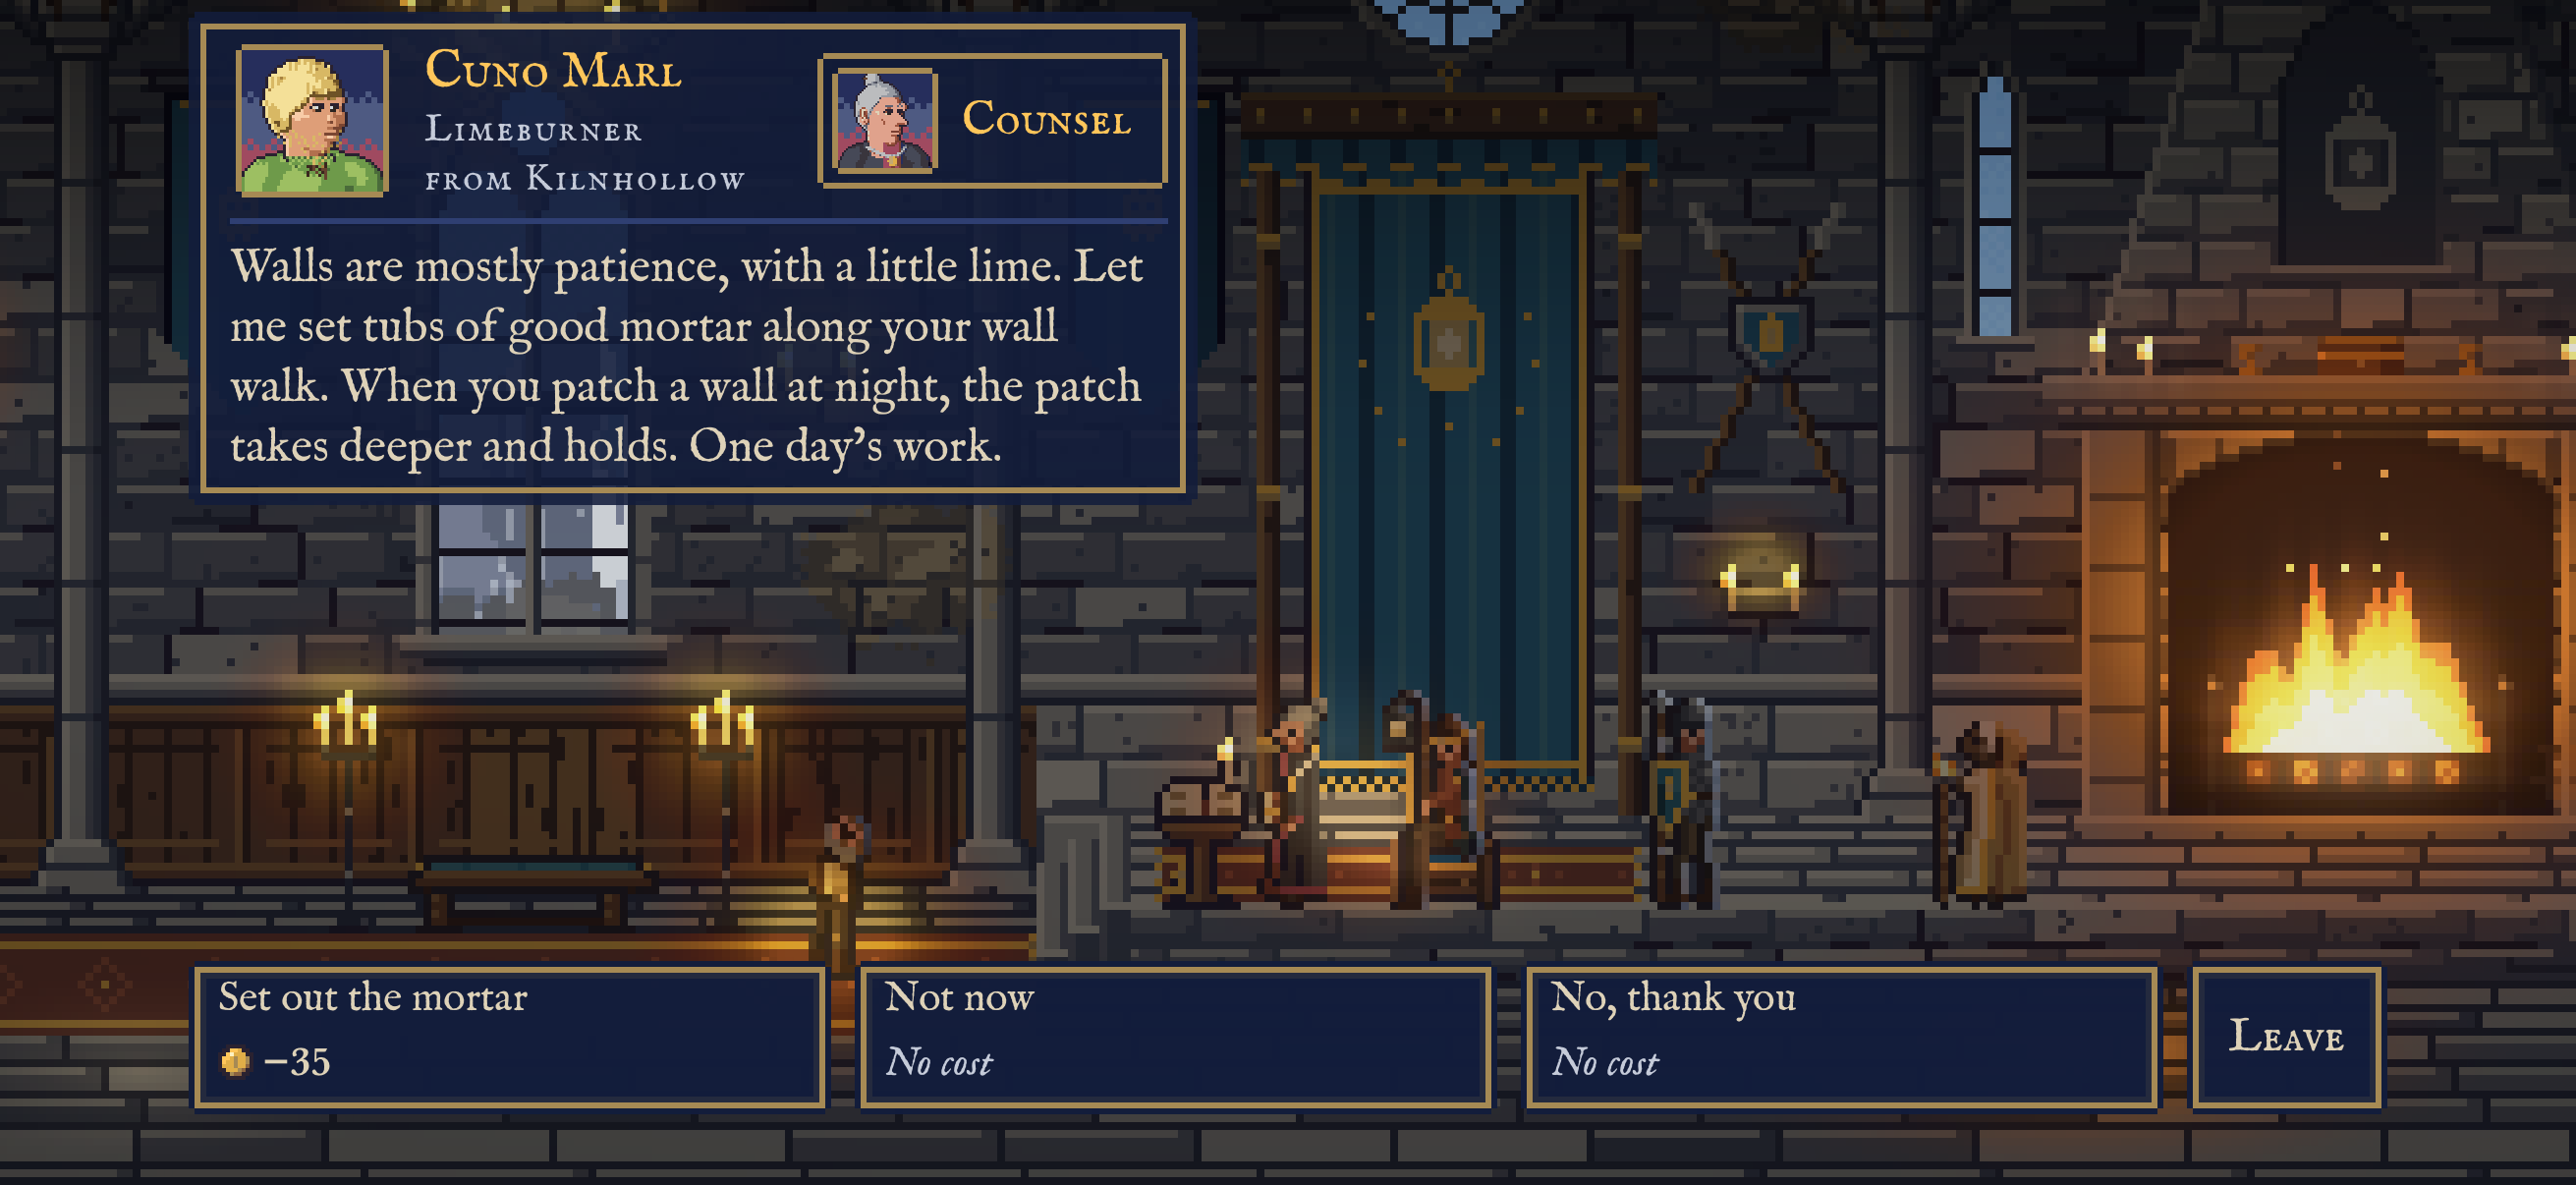 Cuno Marl
Limeburner
from Kilnhollow
Counsel
Walls are mostly patience, with a little lime. Let
me set tubs of good mortar along your wall
walk. When you patch a wall at night, the patch
takes deeper and holds. One day’s work.
Set out the mortar
−35
Not now
No cost
No, thank you
No cost
Leave